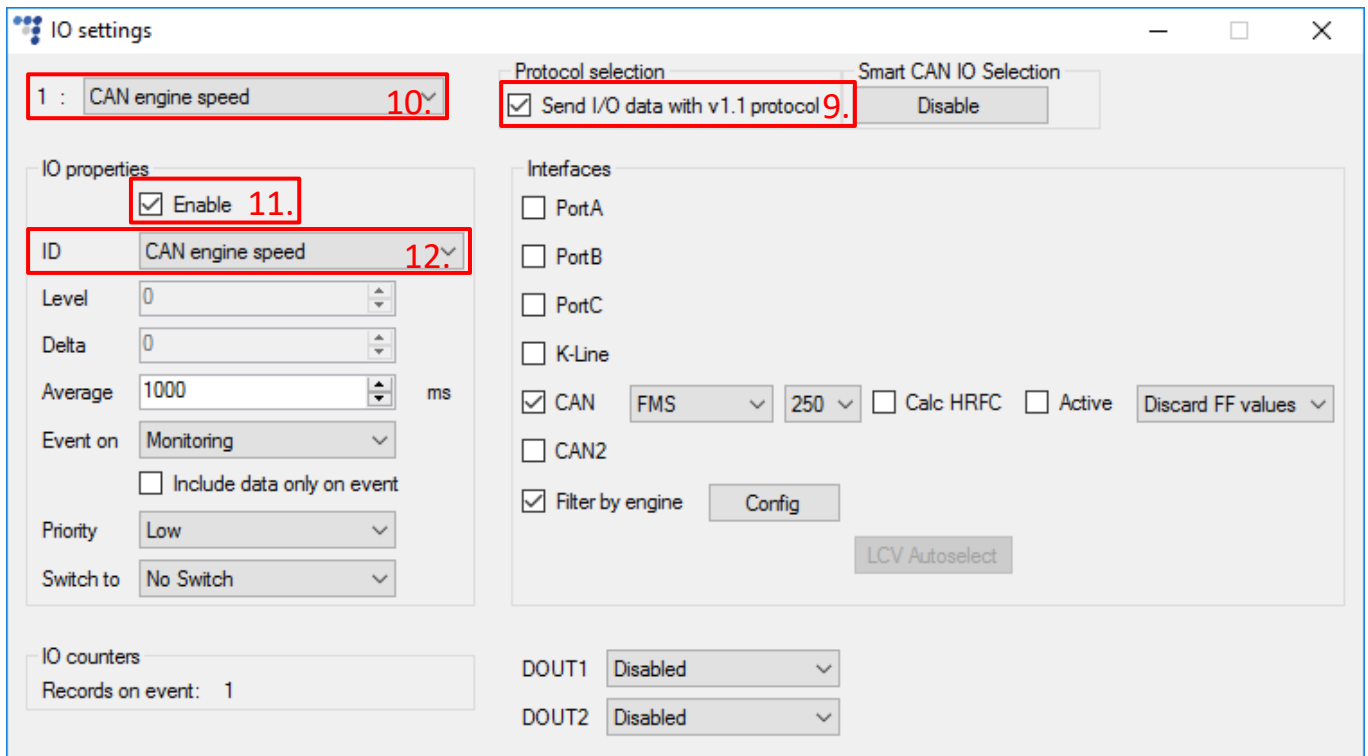 IO settings
1 : CAN engine speed 10.
Protocol selection
Send I/O data with v1.1 protocol 9.
Smart CAN IO Selection
Disable
IO properties
Enable 11.
ID CAN engine speed 12.
Level 0
Delta 0
Average 1000 ms
Event on Monitoring
Include data only on event
Priority Low
Switch to No Switch
Interfaces
PortA
PortB
PortC
K-Line
CAN FMS 250 Calc HRFC Active Discard FF values
CAN2
Filter by engine Config
LCV Autoselect
IO counters
Records on event: 1
DOUT1 Disabled
DOUT2 Disabled